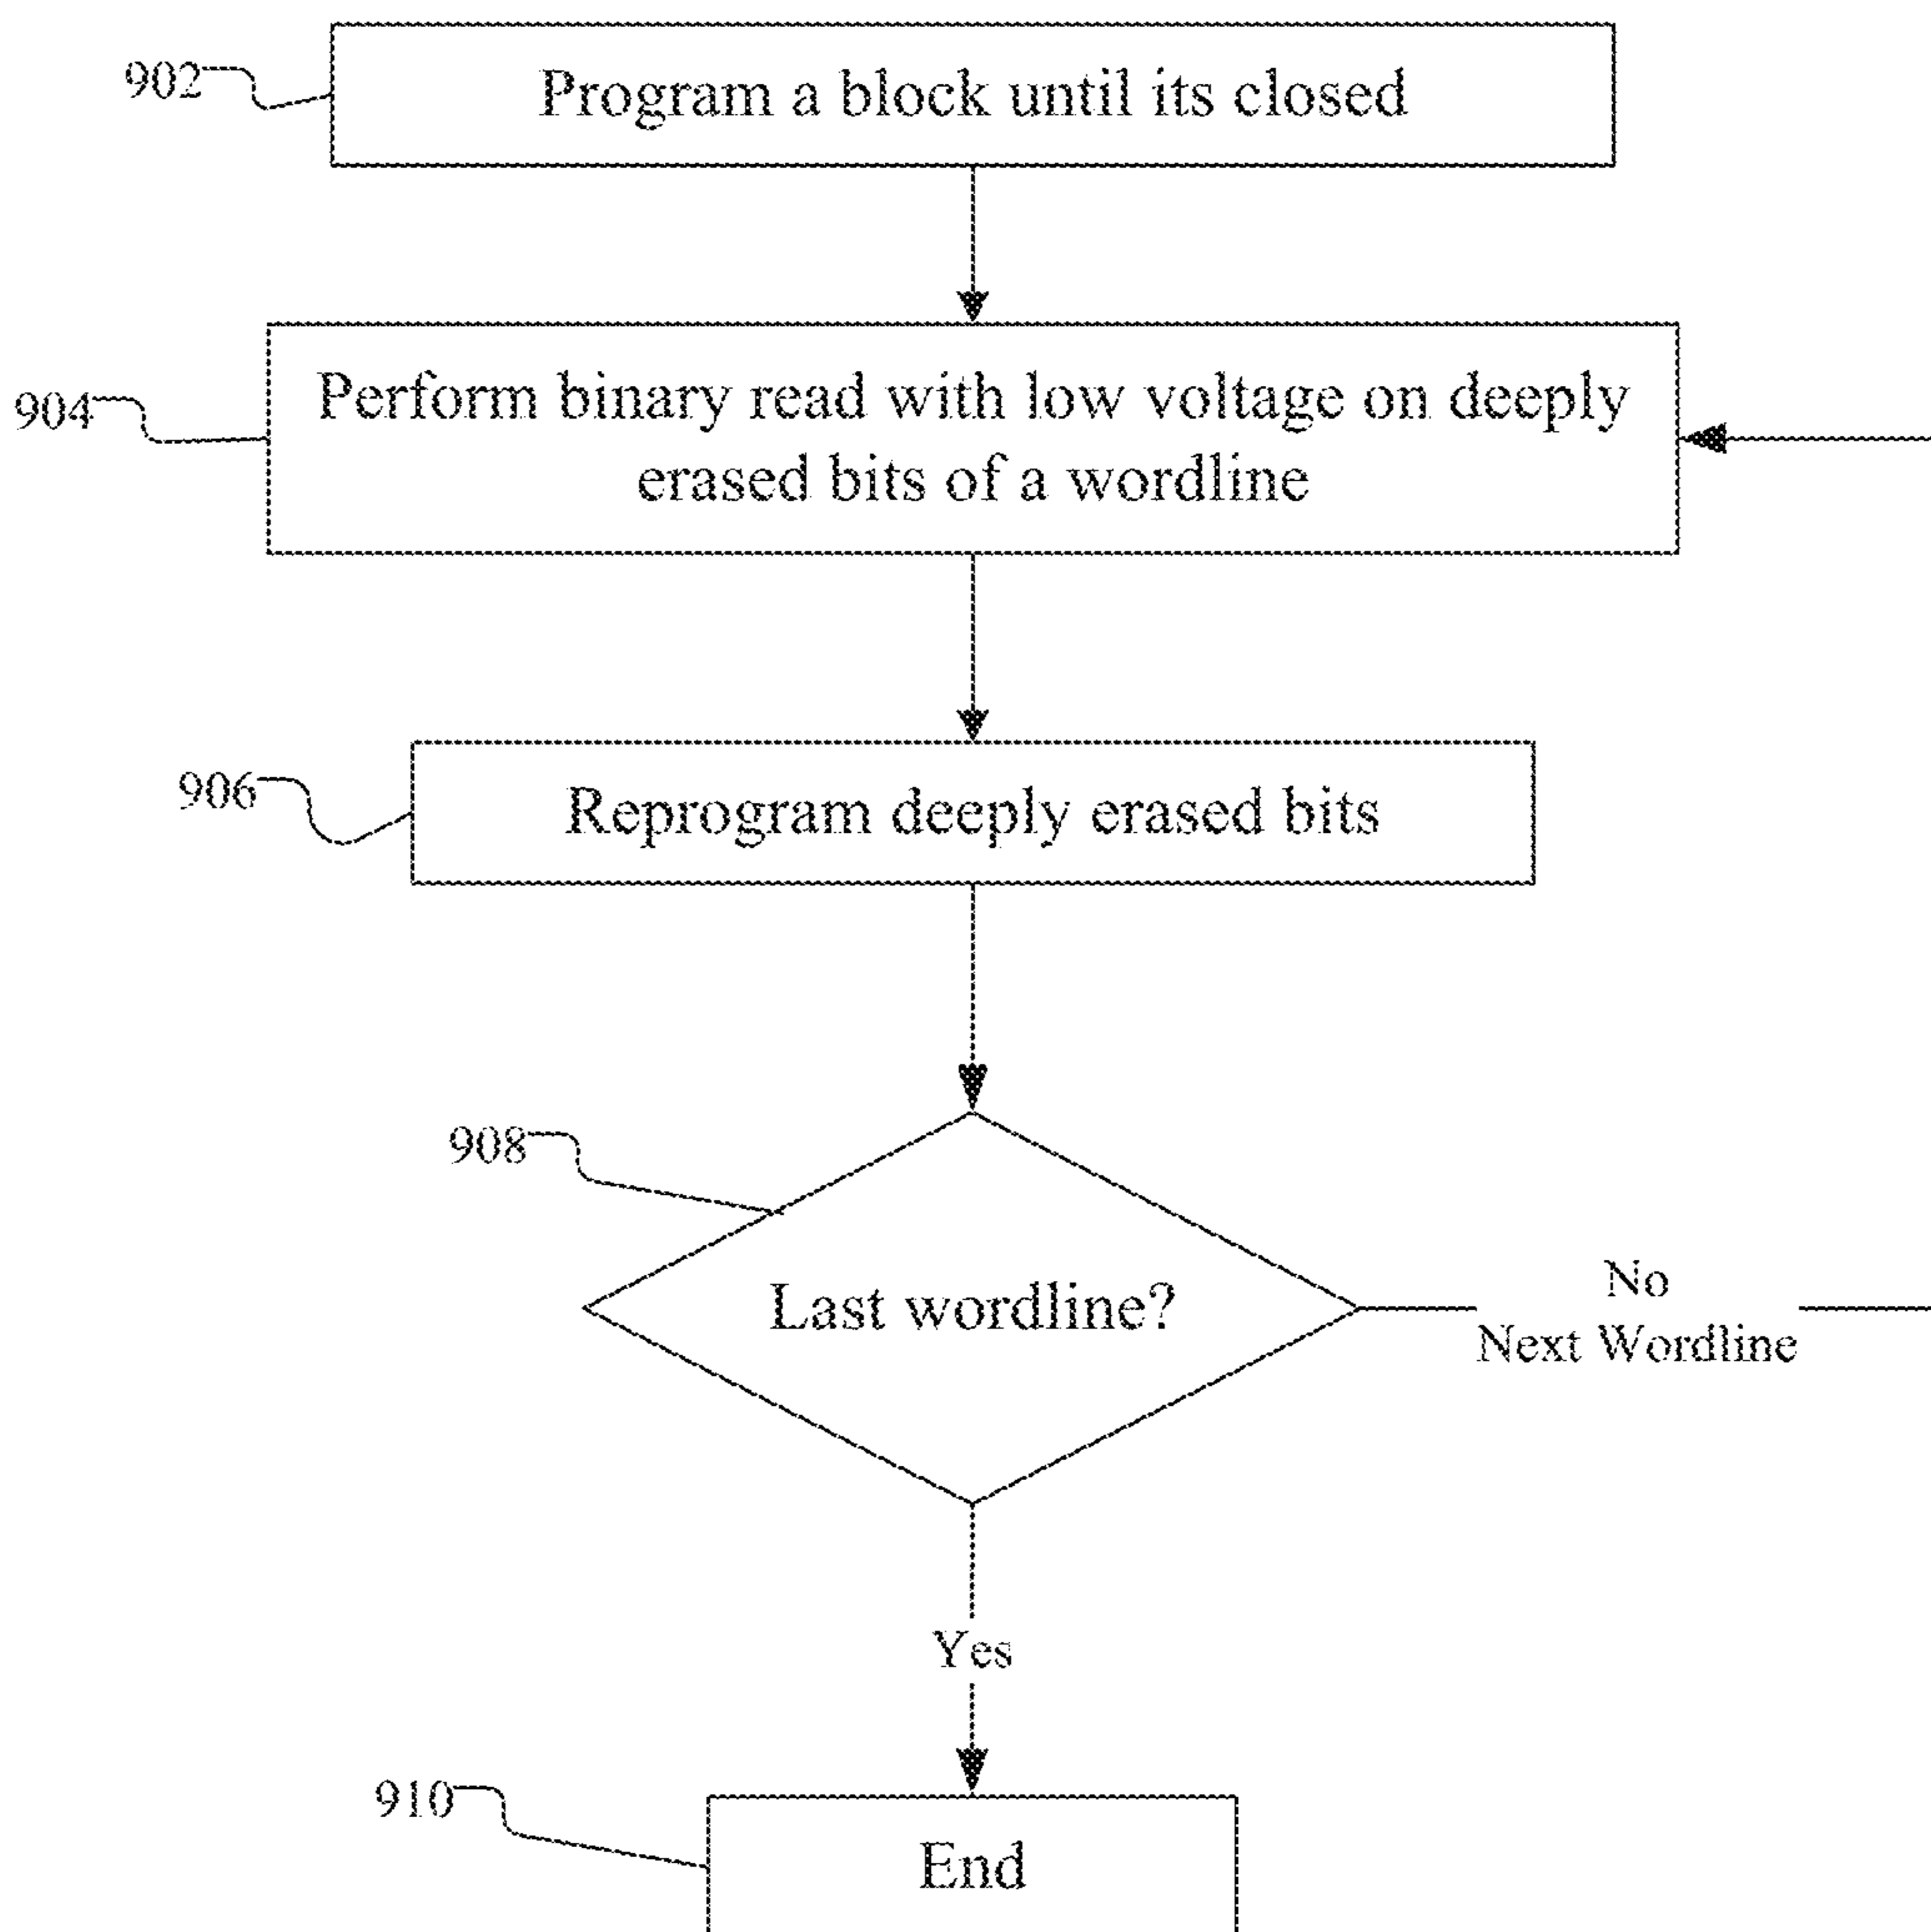 902
Program a block until its closed
904
Perform binary read with low voltage on deeply
erased bits of a wordline
906
Reprogram deeply erased bits
908
Last wordline?
No
Next Wordline
Yes
910
End